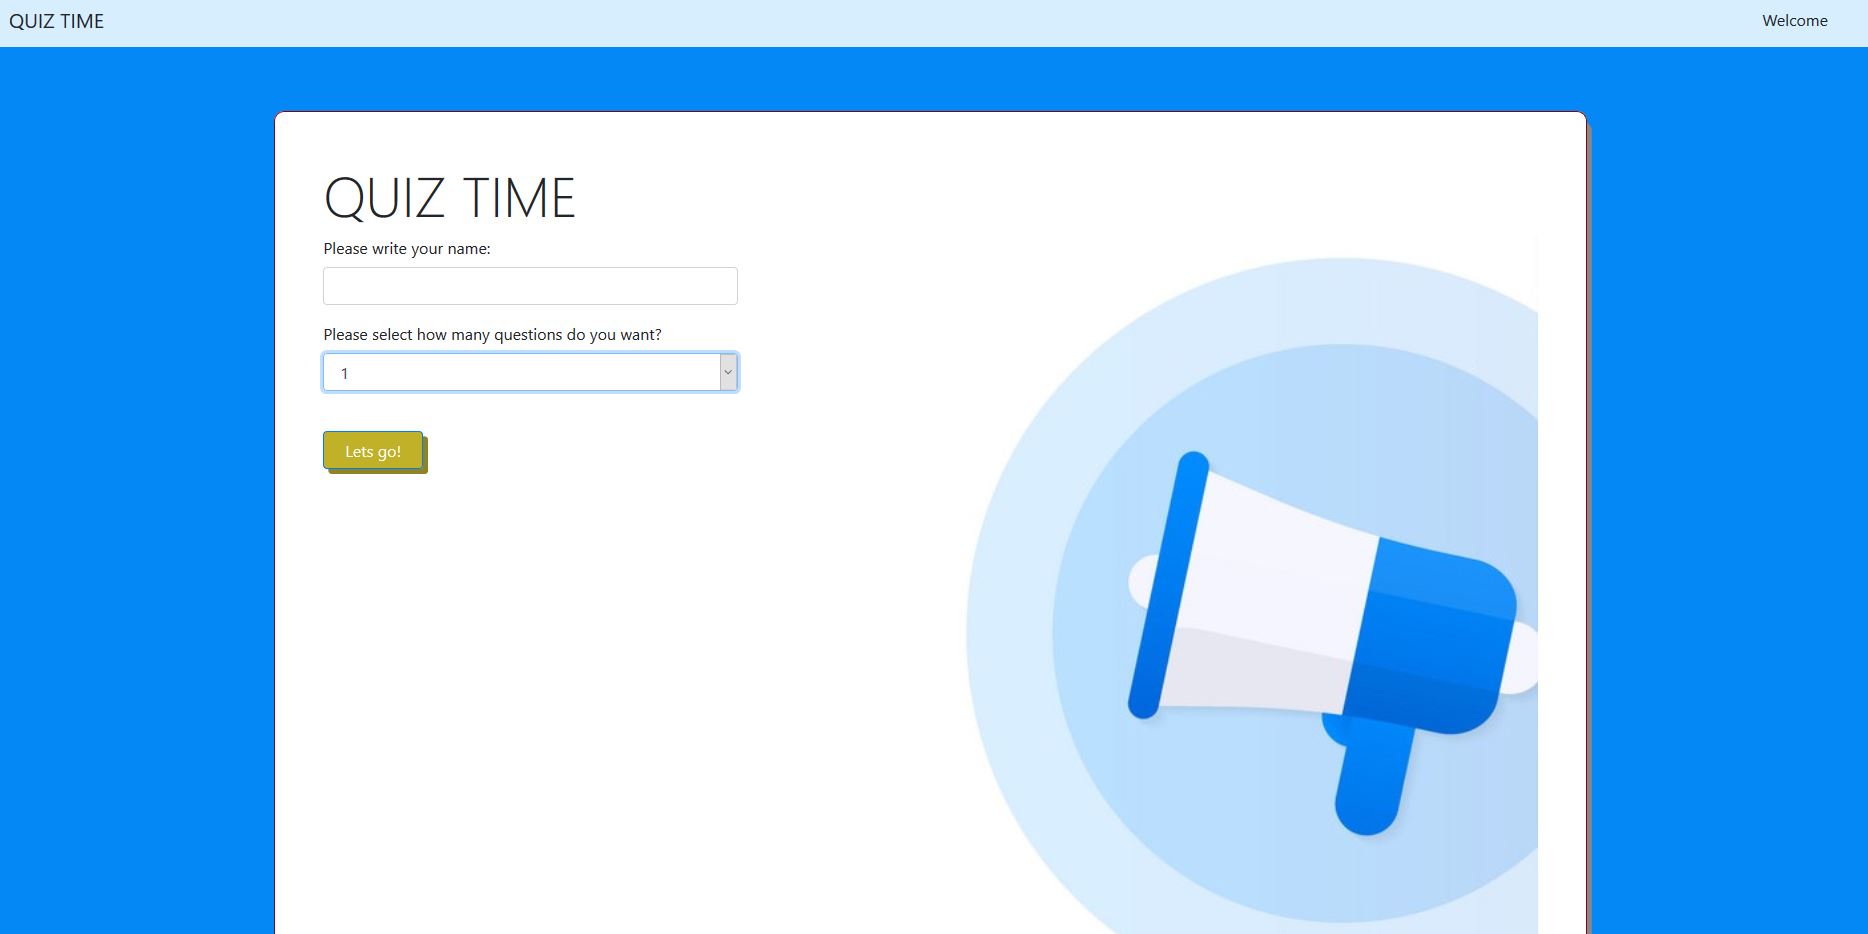 QUIZ TIME
Welcome
QUIZ TIME
Please write your name:
Please select how many questions do you want?
1
Lets go!